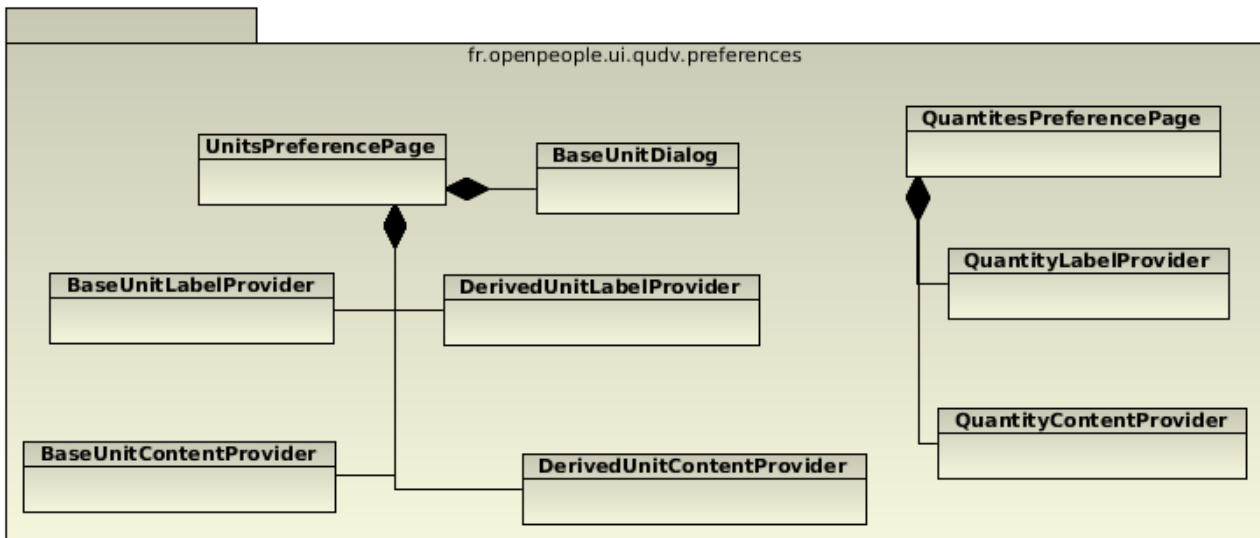 fr.openpeople.ui.qudv.preferences
QuantitesPreferencePage
UnitsPreferencePage
BaseUnitDialog
QuantityLabelProvider
BaseUnitLabelProvider
DerivedUnitLabelProvider
QuantityContentProvider
BaseUnitContentProvider
DerivedUnitContentProvider